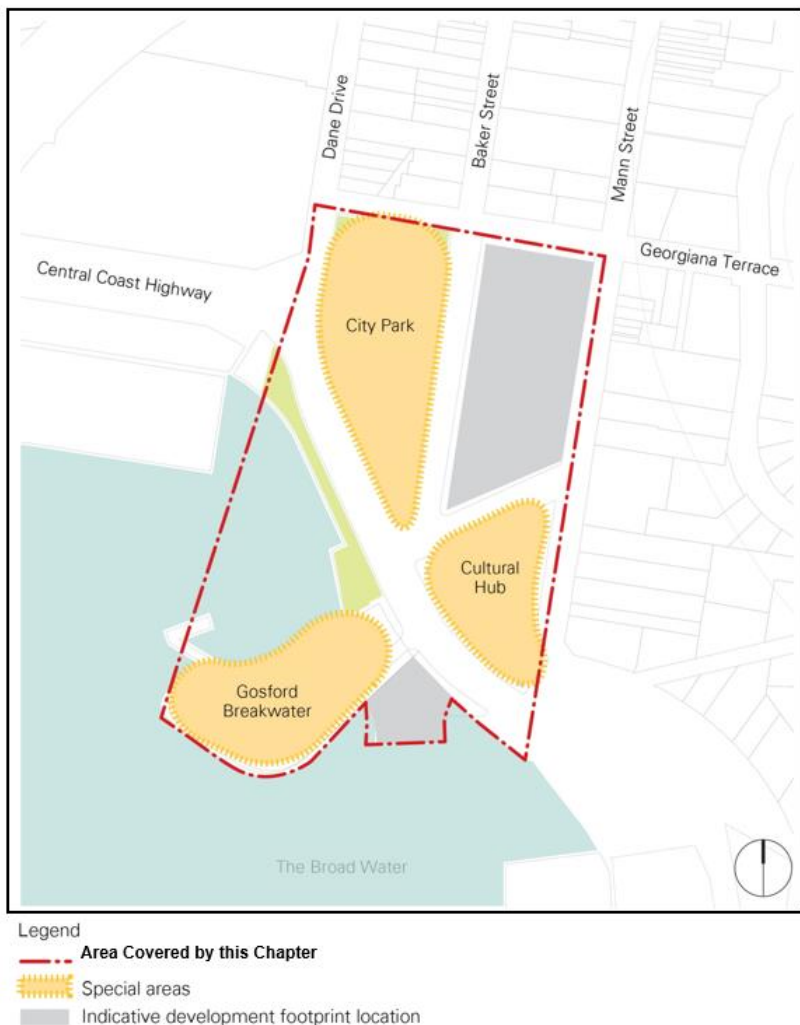 Dane Drive
Baker Street
Mann Street
Georgiana Terrace
Central Coast Highway
City Park
Cultural
Hub
Gosford
Breakwater
The Broad Water
Legend
Area Covered by this Chapter
Special areas
Indicative development footprint location